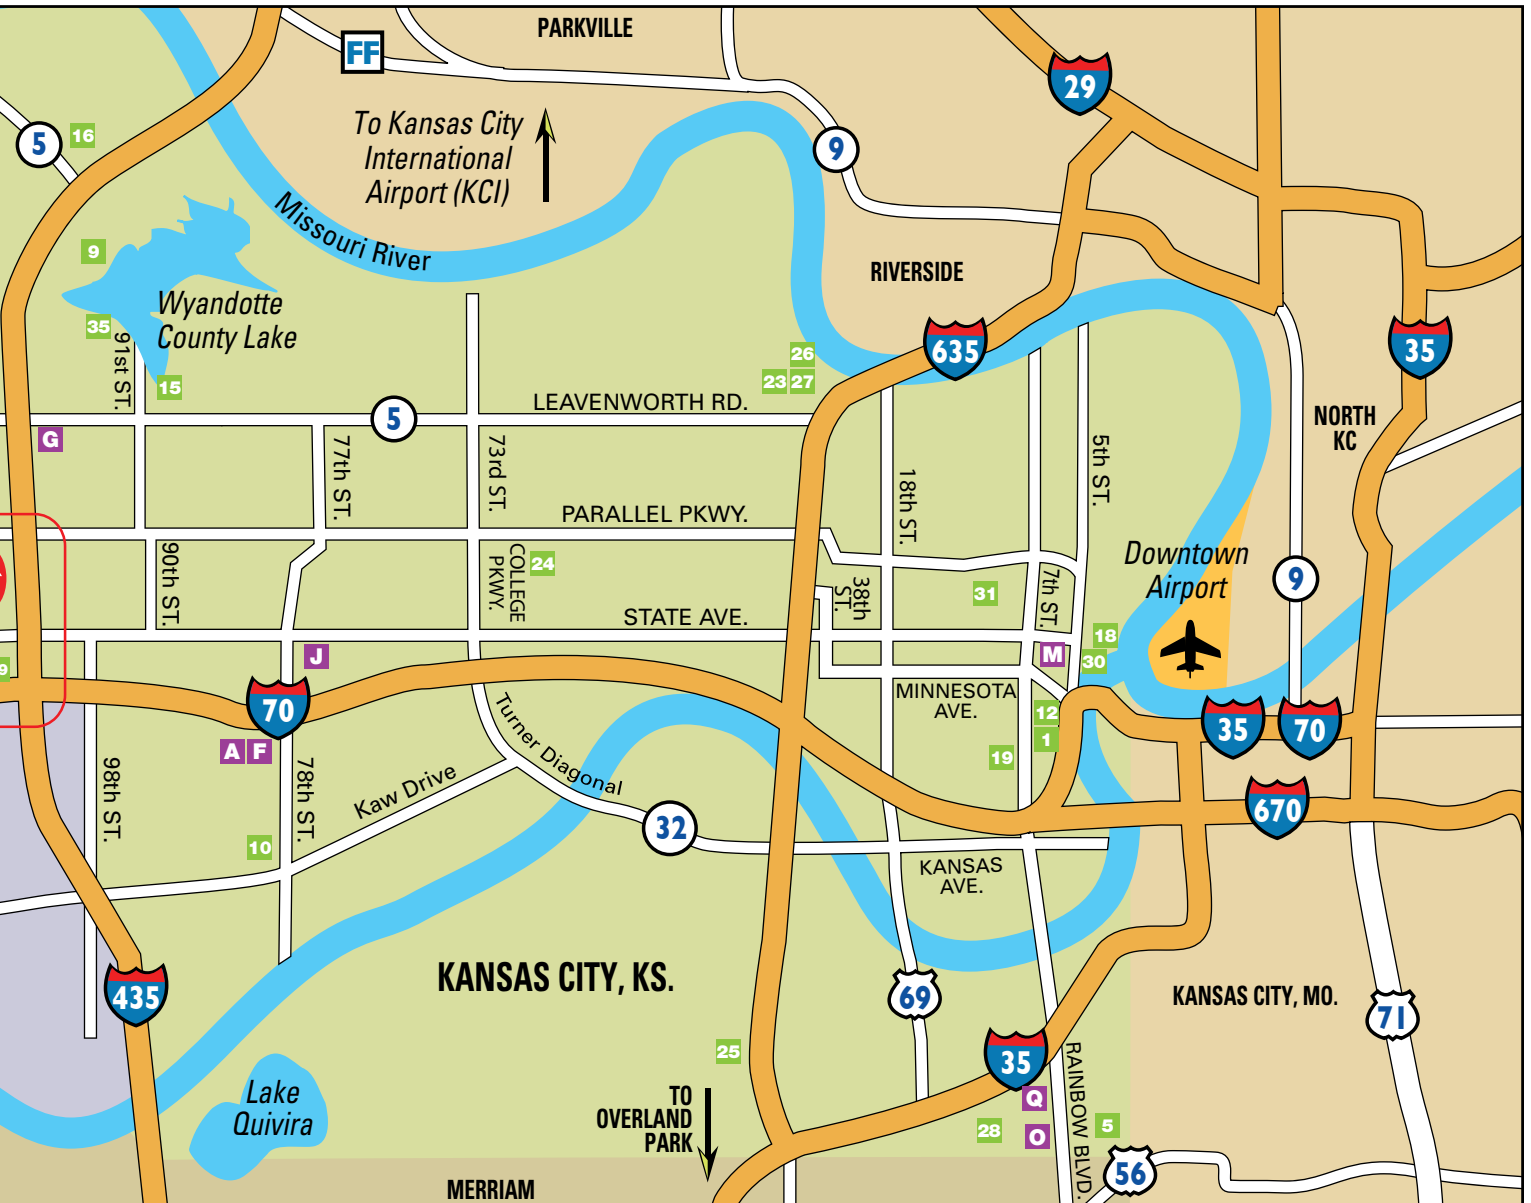 PARKVILLE
FF
29
To Kansas City
International
Airport (KCI)
5
16
9
Missouri River
9
RIVERSIDE
Wyandotte
County Lake
35
91st ST.
15
635
35
26
23 27
LEAVENWORTH RD.
5
NORTH
KC
G
77th ST.
73rd ST.
18th ST.
5th ST.
PARALLEL PKWY.
90th ST.
COLLEGE
PKWY.
24
Downtown
Airport
9
38th
ST.
31
7th ST.
STATE AVE.
18
J
M
30
9
MINNESOTA
AVE.
70
12
35
70
1
A F
19
Turner Diagonal
98th ST.
78th ST.
Kaw Drive
670
32
10
KANSAS
AVE.
KANSAS CITY, KS.
435
69
KANSAS CITY, MO.
71
25
35
RAINBOW BLVD.
Lake
Quivira
TO
OVERLAND
PARK
Q
28
O
5
56
MERRIAM